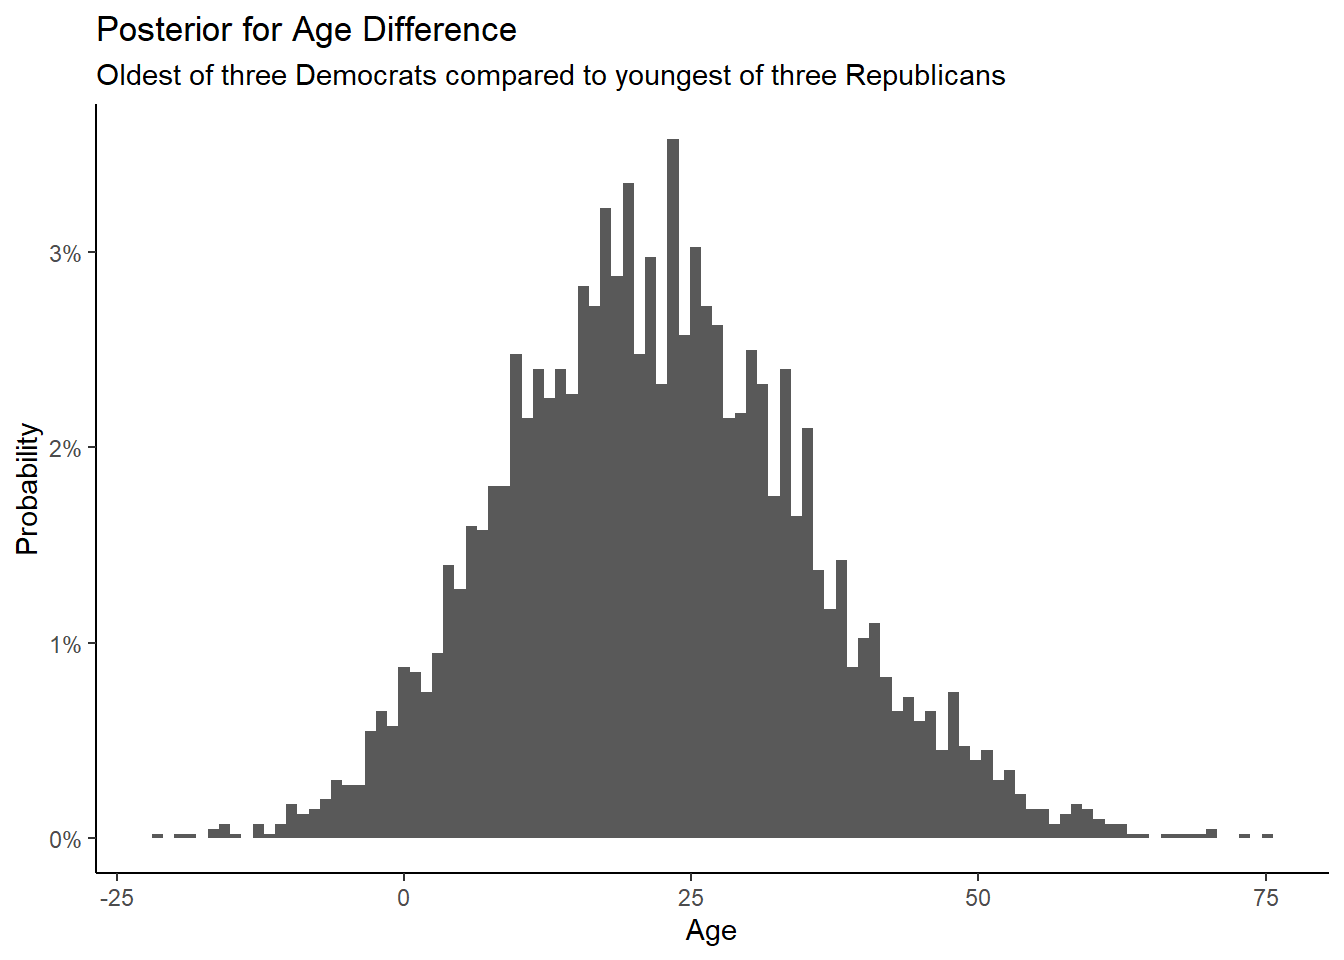 Posterior for Age Difference
Oldest of three Democrats compared to youngest of three Republicans
Probability
3%
2%
1%
0%
-25 0 25 50 75
Age